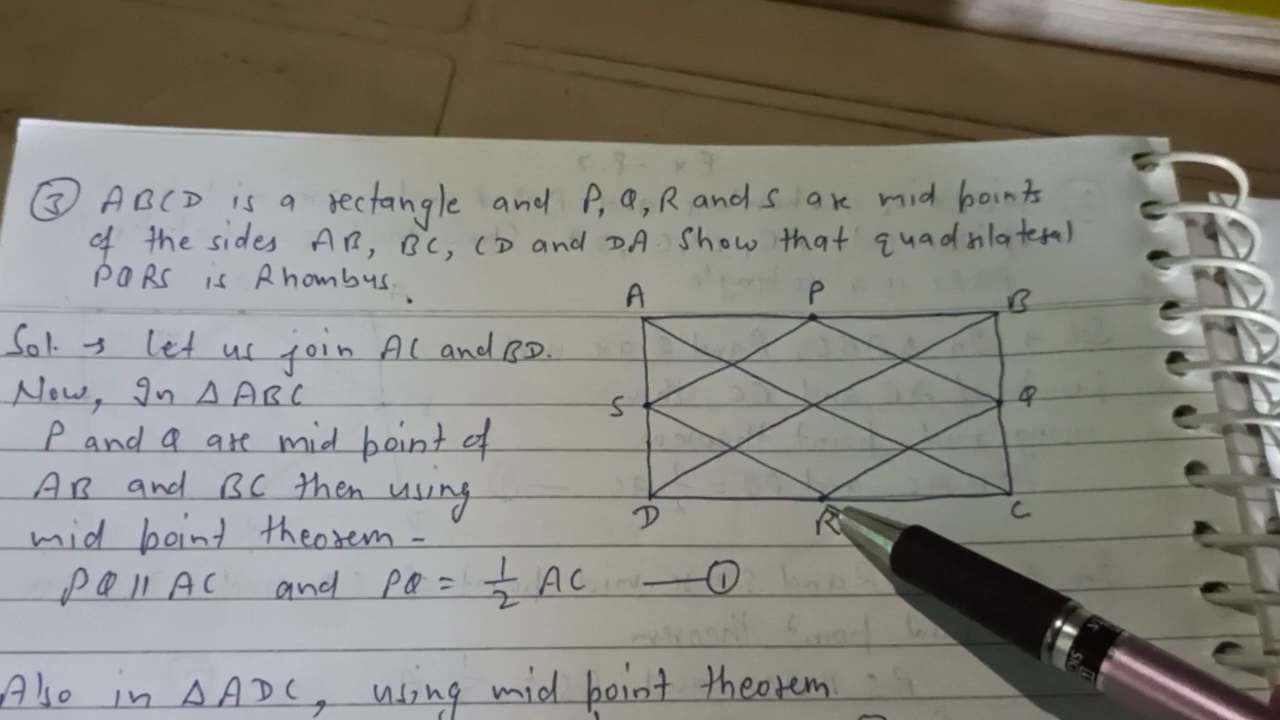 ③ ABCD is a rectangle and P, Q, R and S are mid points
of the sides AB, BC, CD and DA Show that quadrilateral
PQRS is Rhombus.
Sol. → let us join AC and BD.
Now, In △ABC
P and Q are mid point of
AB and BC then using
mid point theorem -
PQ || AC and PQ = 1/2 AC —①
Also in △ADC, using mid point theorem
A P B
S Q
D R C